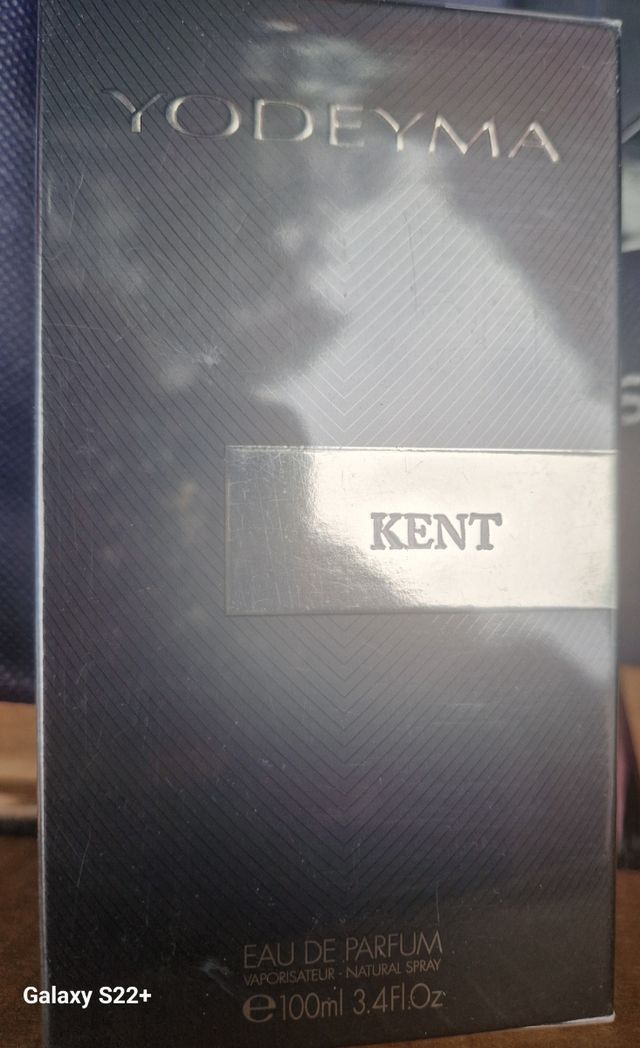 YODEYMA
KENT
EAU DE PARFUM
VAPORISATEUR - NATURAL SPRAY
℮100ml 3.4Fl.Oz
Galaxy S22+